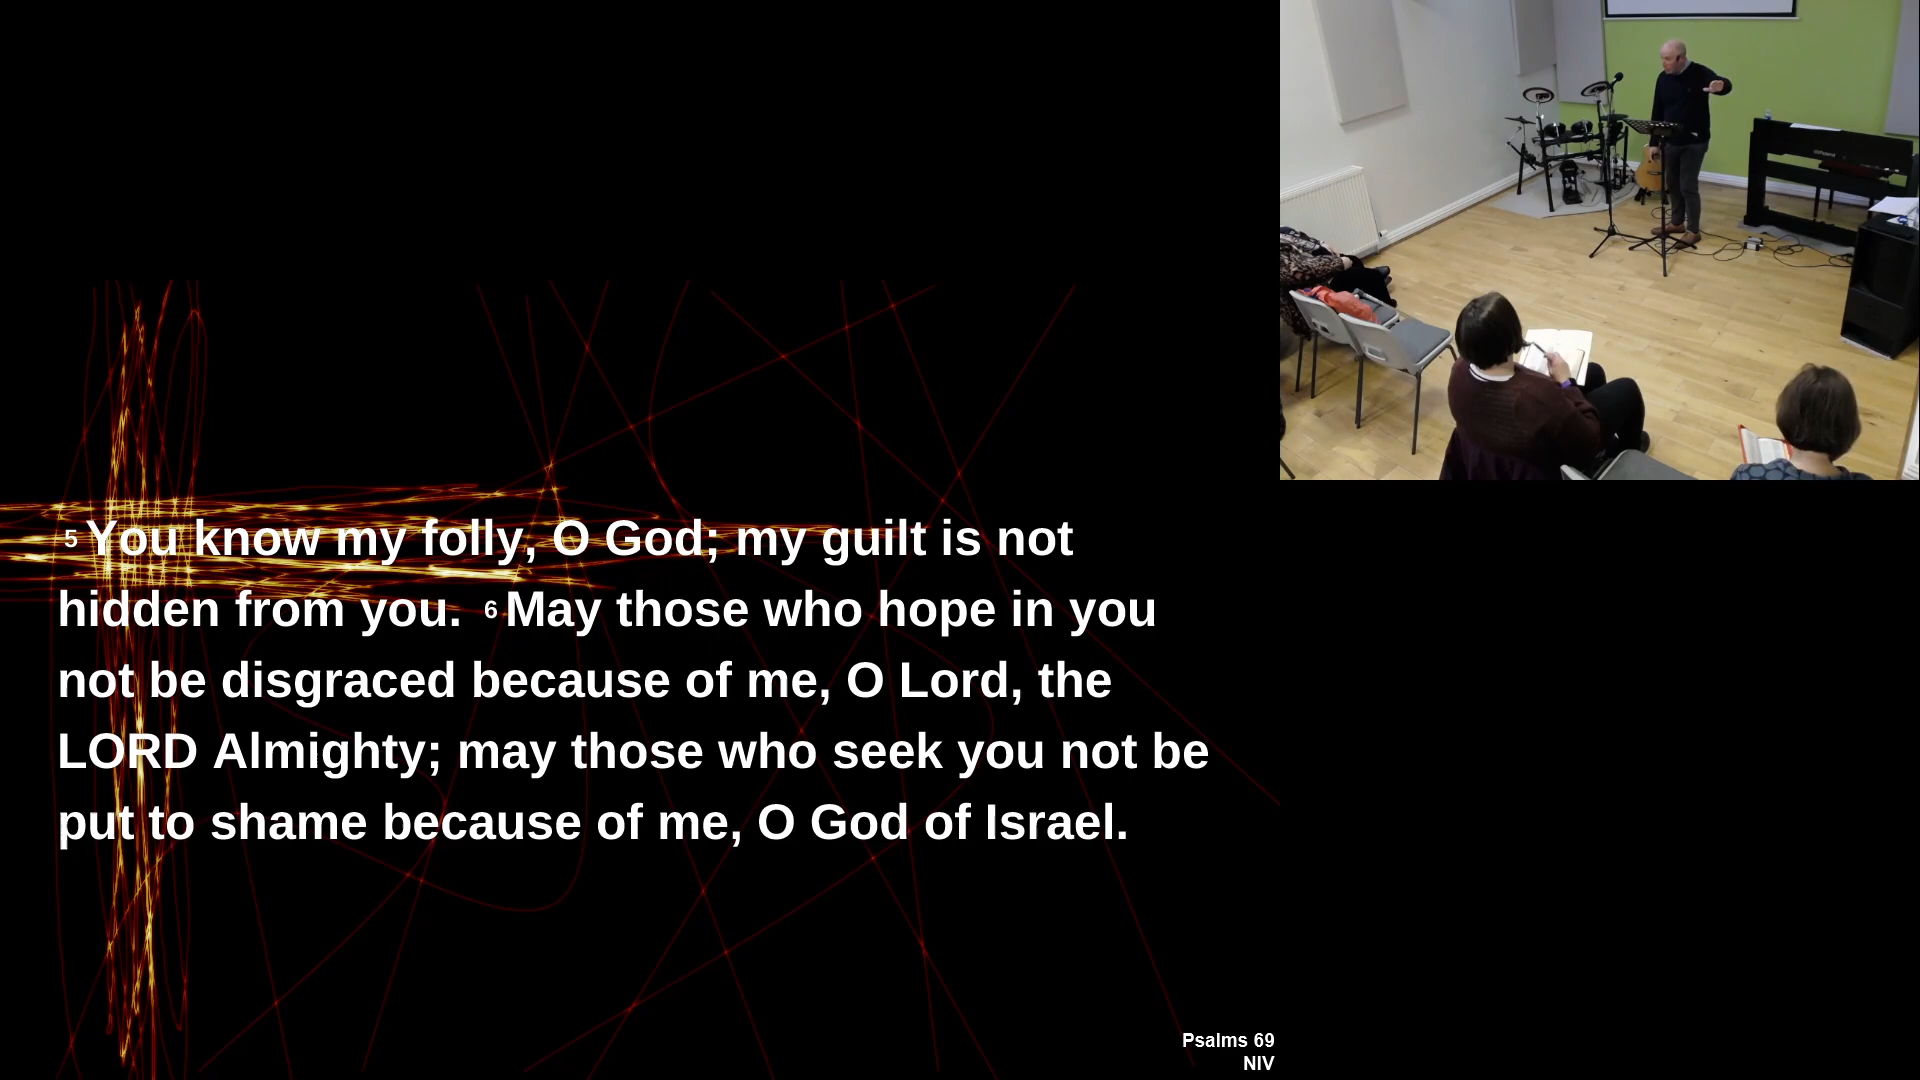 5 You know my folly, O God; my guilt is not
hidden from you. 6 May those who hope in you
not be disgraced because of me, O Lord, the
LORD Almighty; may those who seek you not be
put to shame because of me, O God of Israel.
Psalms 69
NIV